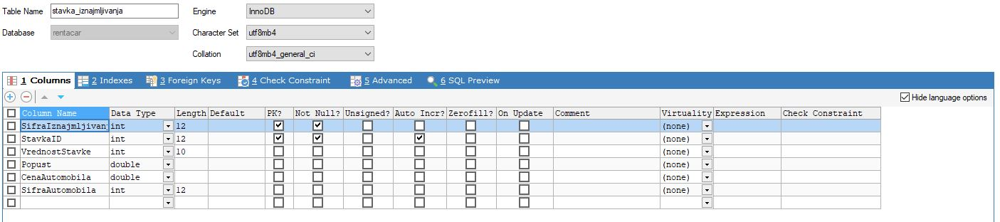 Table Name stavka_iznajmljivanja Engine InnoDB
Database rentacar Character Set utf8mb4
Collation utf8mb4_general_ci
1 Columns 2 Indexes 3 Foreign Keys 4 Check Constraint 5 Advanced 6 SQL Preview
Hide language options
Column Name Data Type Length Default PK? Not Null? Unsigned? Auto Incr? Zerofill? On Update Comment Virtuality Expression Check Constraint
SifraIznajmljivanj int 12 (none)
StavkaID int 12 (none)
VrednostStavke int 10 (none)
Popust double (none)
CenaAutomobila double (none)
SifraAutomobila int 12 (none)